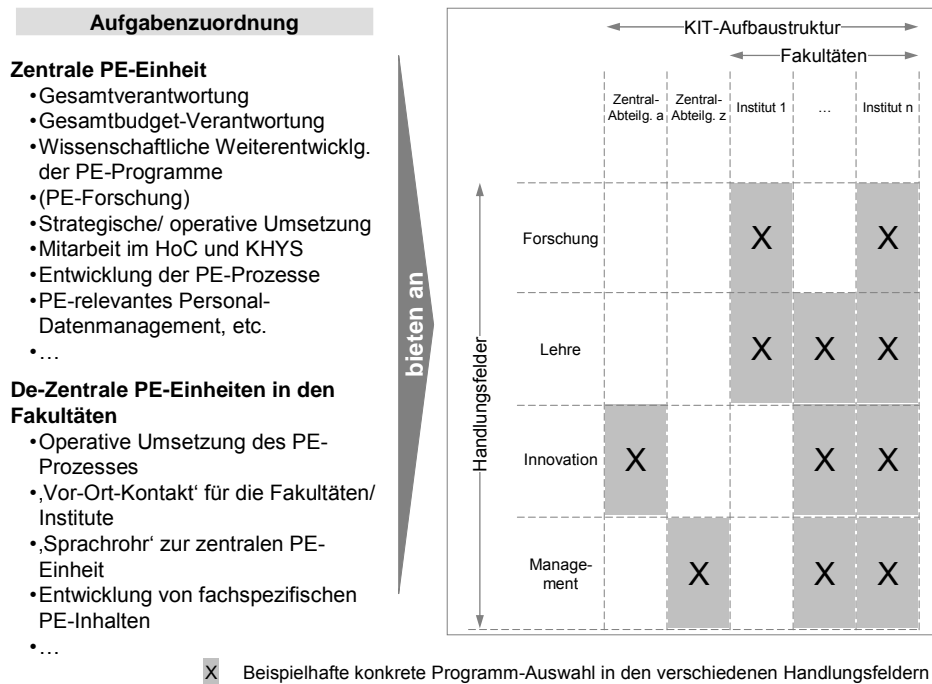 Aufgabenzuordnung
Zentrale PE-Einheit
•Gesamtverantwortung
•Gesamtbudget-Verantwortung
•Wissenschaftliche Weiterentwicklg.
der PE-Programme
•(PE-Forschung)
•Strategische/ operative Umsetzung
•Mitarbeit im HoC und KHYS
•Entwicklung der PE-Prozesse
•PE-relevantes Personal-
Datenmanagement, etc.
•…
De-Zentrale PE-Einheiten in den
Fakultäten
•Operative Umsetzung des PE-
Prozesses
•‚Vor-Ort-Kontakt‘ für die Fakultäten/
Institute
•‚Sprachrohr‘ zur zentralen PE-
Einheit
•Entwicklung von fachspezifischen
PE-Inhalten
•…
bieten an
KIT-Aufbaustruktur
Fakultäten
Zentral-
Abteilg. a
Zentral-
Abteilg. z
Institut 1
…
Institut n
Handlungsfelder
Forschung
X X
Lehre
X X X
Innovation
X X X
Manage-
ment
X X X
X Beispielhafte konkrete Programm-Auswahl in den verschiedenen Handlungsfeldern